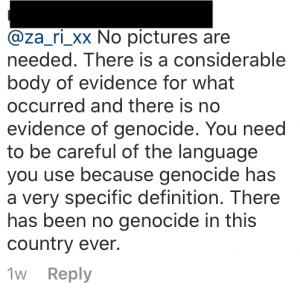 @za_ri_xx No pictures are
needed. There is a considerable
body of evidence for what
occurred and there is no
evidence of genocide. You need
to be careful of the language
you use because genocide has
a very specific definition. There
has been no genocide in this
country ever.
1w Reply